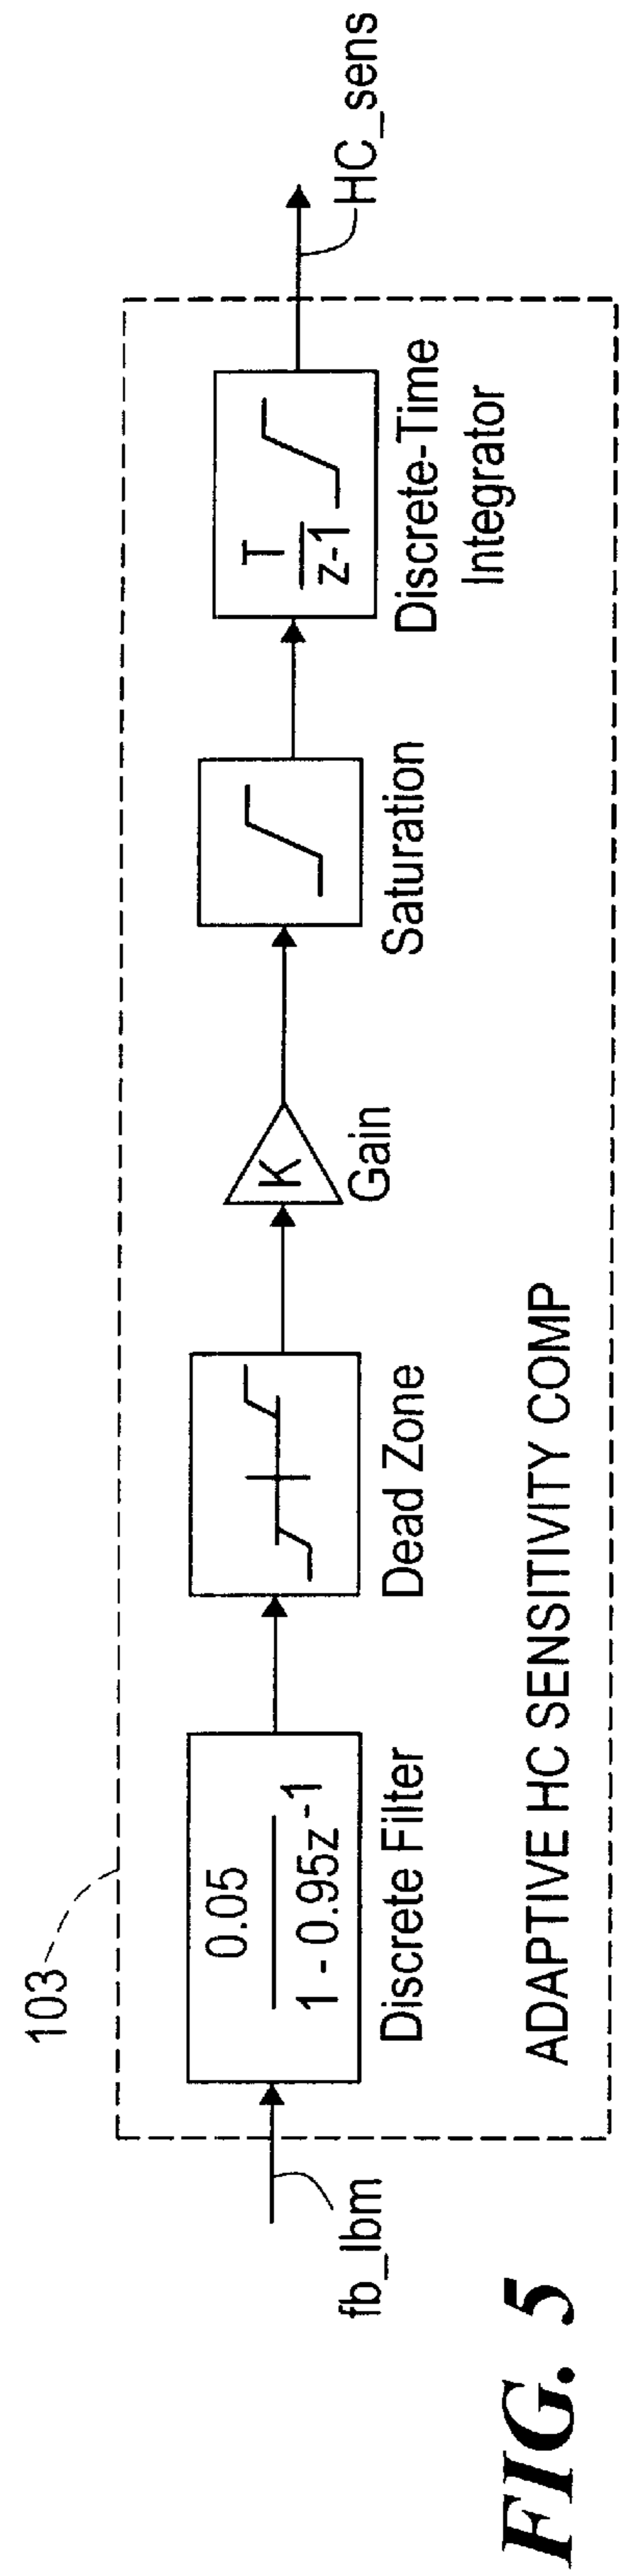 103
fb_lbm
0.05
1 - 0.95z⁻¹
Discrete Filter
Dead Zone
K
Gain
Saturation
T
z-1
Discrete-Time
Integrator
HC_sens
ADAPTIVE HC SENSITIVITY COMP
FIG. 5